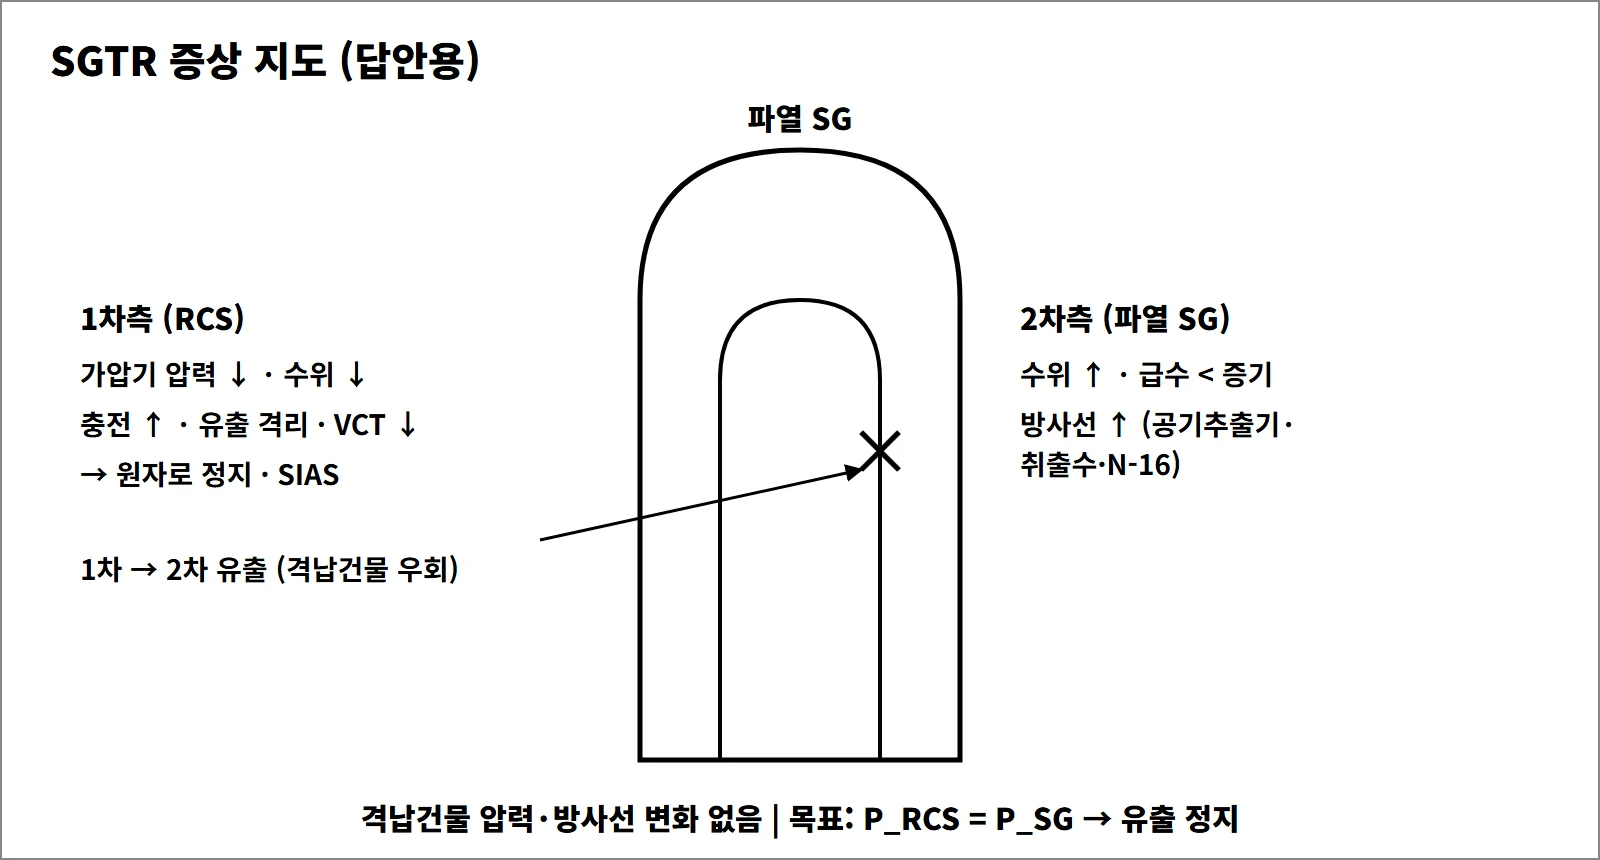 SGTR 증상 지도 (답안용)
파열 SG
1차측 (RCS)
가압기 압력 ↓ · 수위 ↓
충전 ↑ · 유출 격리 · VCT ↓
→ 원자로 정지 · SIAS
1차 → 2차 유출 (격납건물 우회)
2차측 (파열 SG)
수위 ↑ · 급수 < 증기
방사선 ↑ (공기추출기·
취출수·N-16)
격납건물 압력·방사선 변화 없음 | 목표: P_RCS = P_SG → 유출 정지